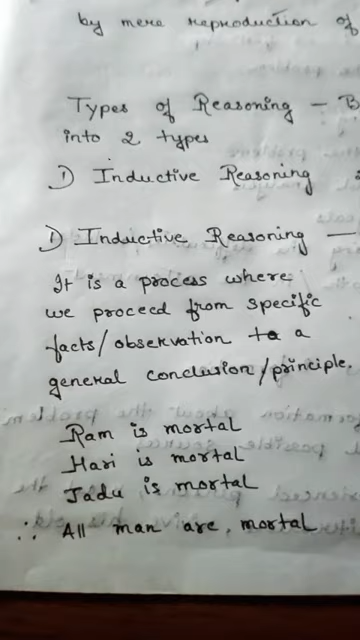 by mere reproduction of
Types of Reasoning - B
into 2 types
1) Inductive Reasoning
1) Inductive Reasoning —
It is a process where
we proceed from specific
facts/observation to a
general conclusion/principle.
Ram is mortal
Hari is mortal
Jadu is mortal
∴ All man are, mortal